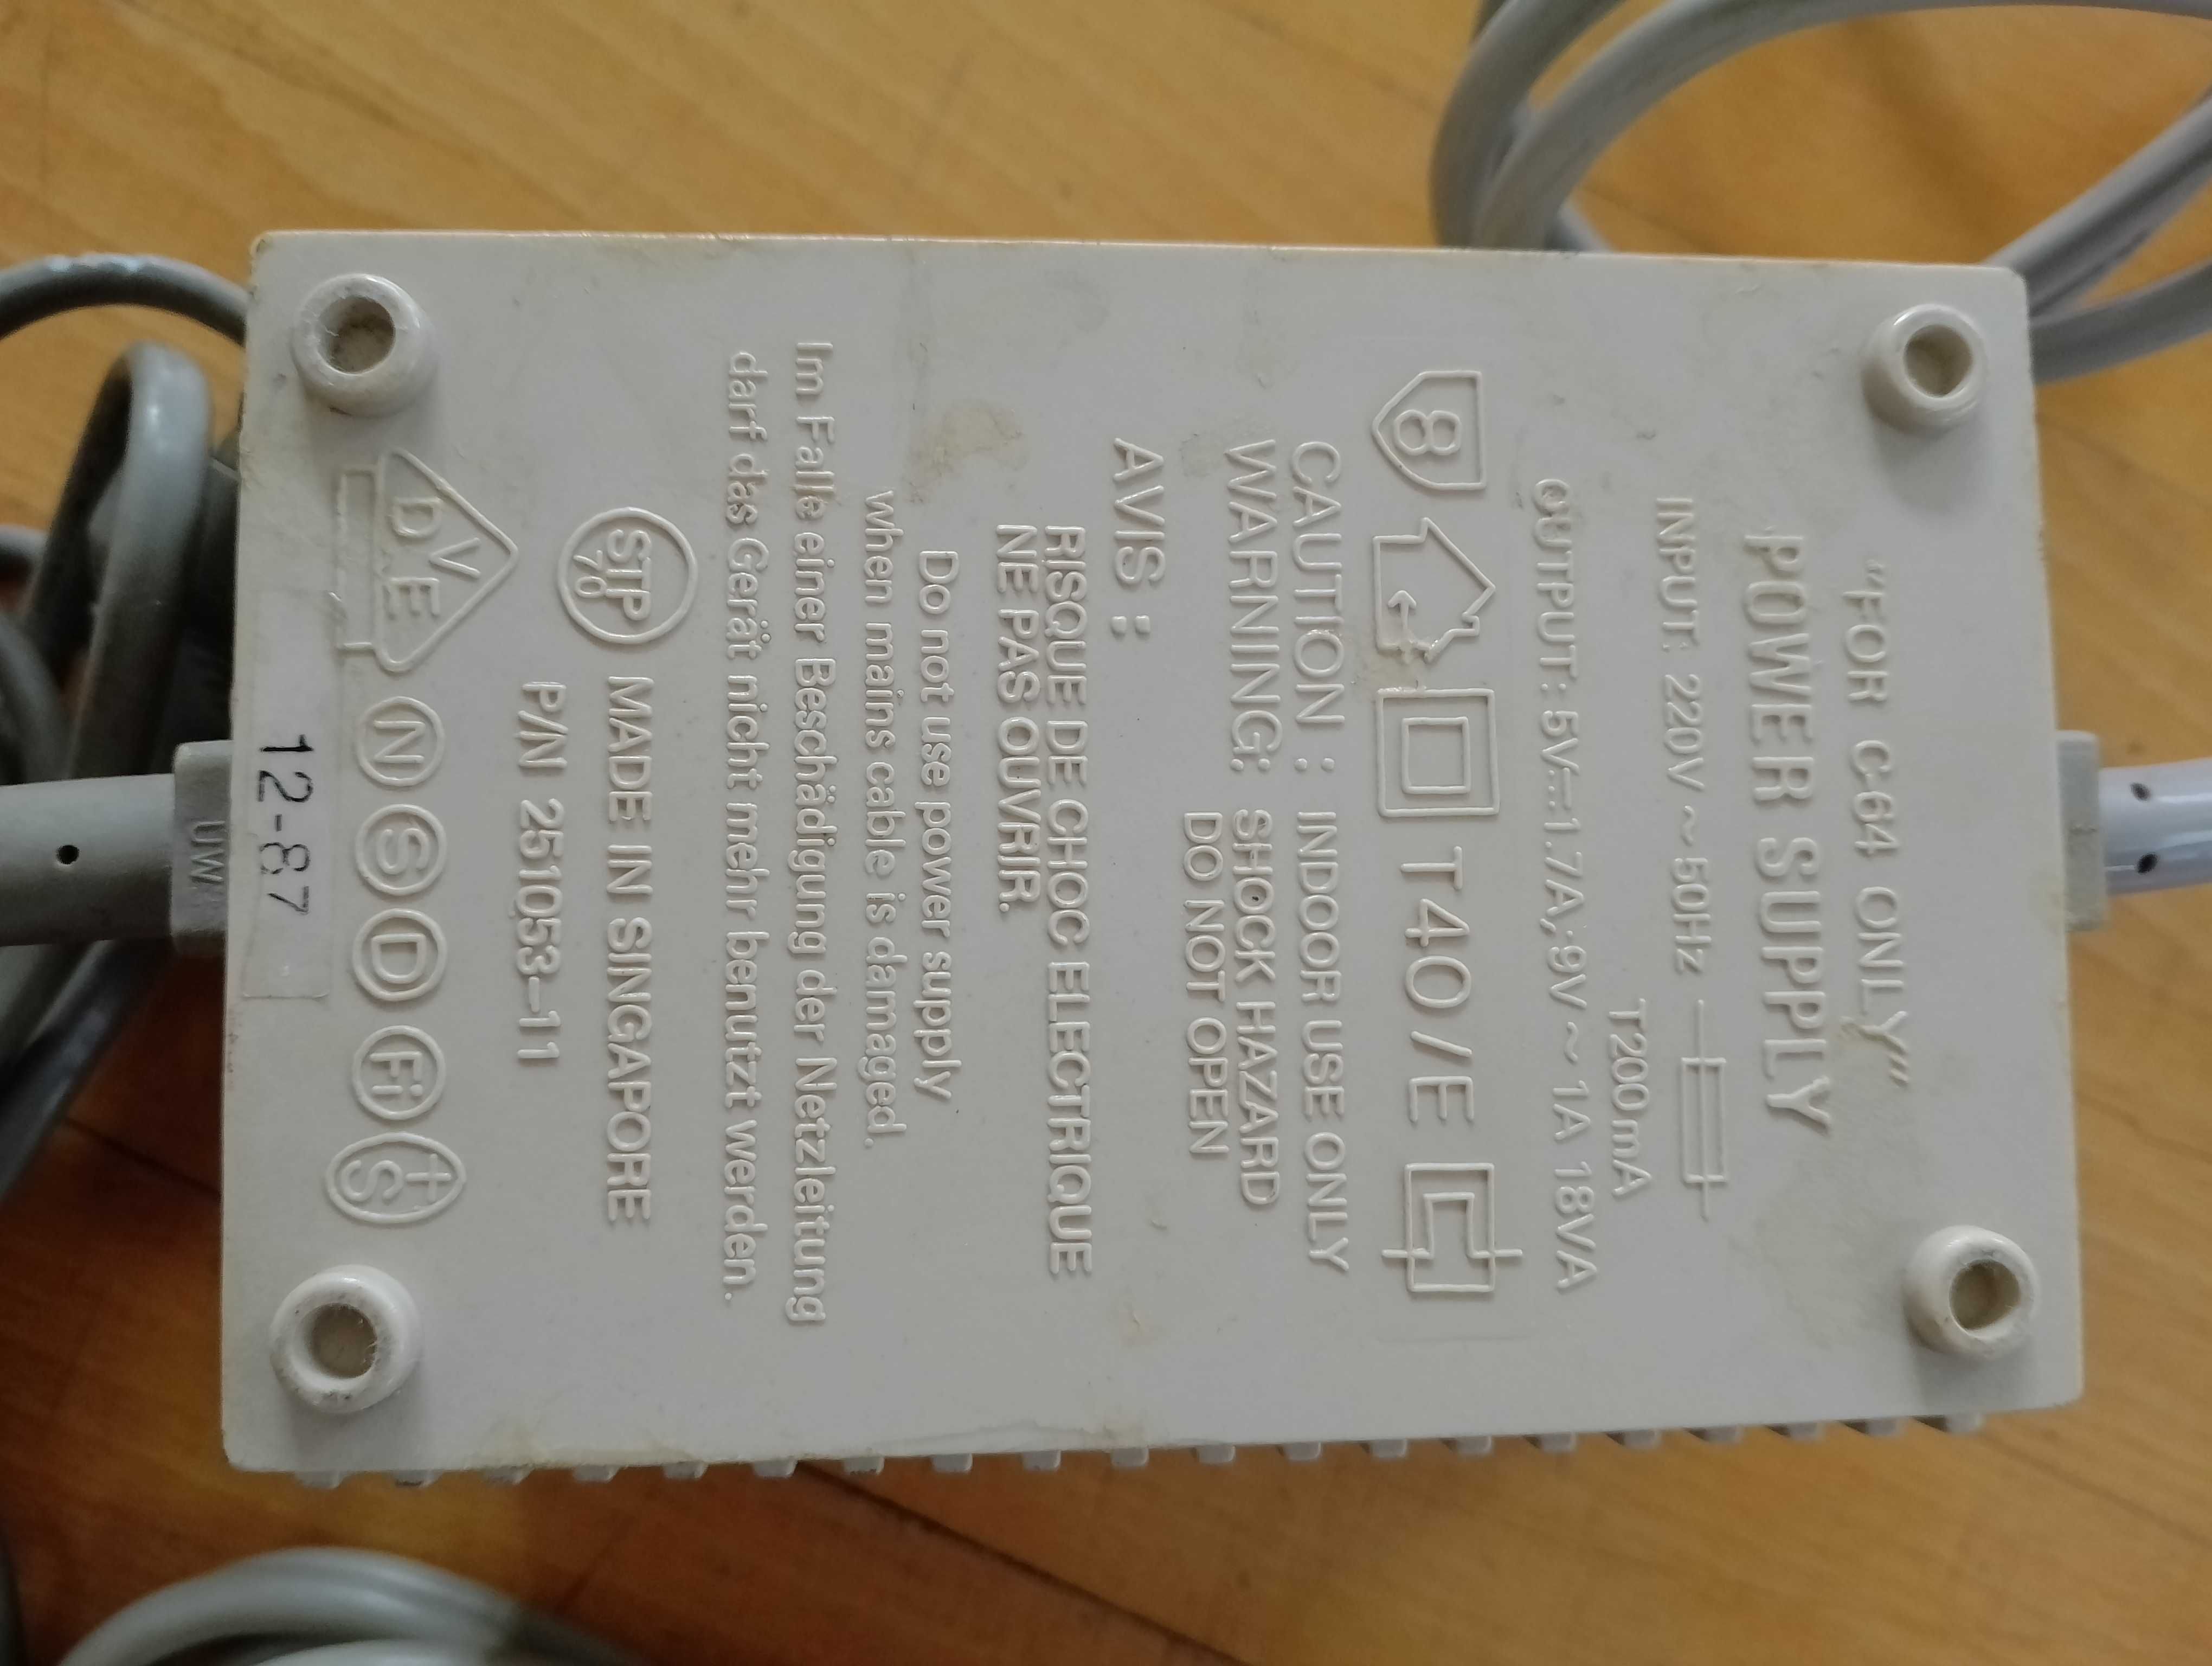 "FOR C-64 ONLY"
POWER SUPPLY
INPUT: 220V ~ 50Hz
T200mA
OUTPUT: 5V⎓1.7A; 9V ~ 1A 18VA
8
T40/E
CAUTION : INDOOR USE ONLY
WARNING: SHOCK HAZARD
DO NOT OPEN
AVIS :
RISQUE DE CHOC ELECTRIQUE
NE PAS OUVRIR.
Do not use power supply
when mains cable is damaged.
Im Falle einer Beschädigung der Netzleitung
darf das Gerät nicht mehr benutzt werden.
STP
70
MADE IN SINGAPORE
P/N 251053-11
DVE
N S D Fi +S
12-87
UW